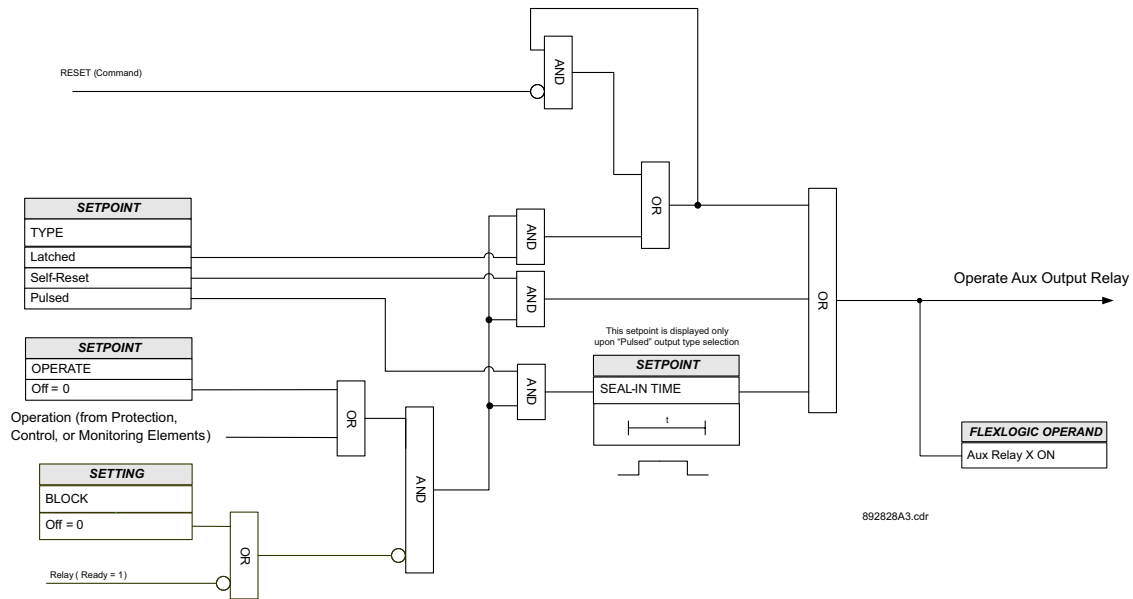 RESET (Command)
AND
OR
SETPOINT
TYPE
Latched
Self-Reset
Pulsed
AND
AND
OR
Operate Aux Output Relay
This setpoint is displayed only
upon "Pulsed" output type selection
SETPOINT
OPERATE
Off = 0
AND
SETPOINT
SEAL-IN TIME
t
Operation (from Protection,
Control, or Monitoring Elements)
OR
FLEXLOGIC OPERAND
Aux Relay X ON
SETTING
BLOCK
Off = 0
AND
OR
Relay ( Ready = 1)
892828A3.cdr